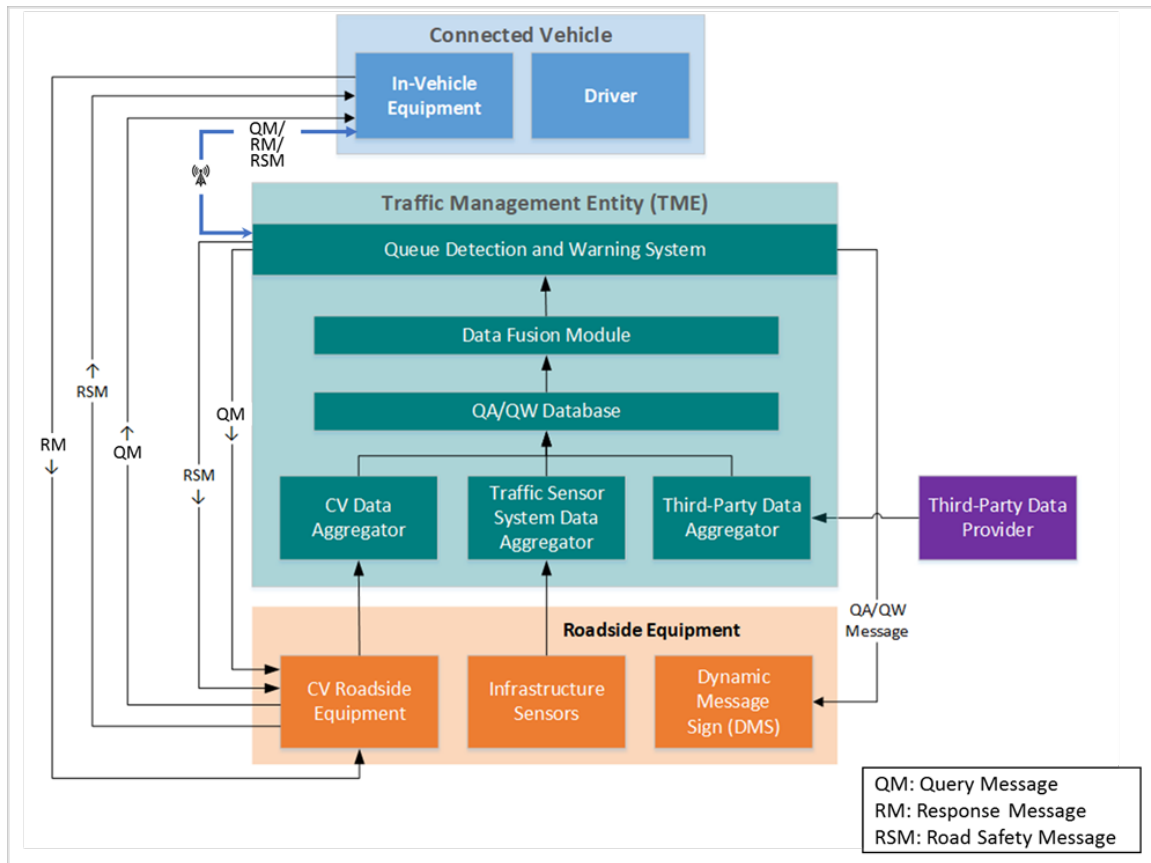 Connected Vehicle
In-Vehicle
Equipment
Driver
QM/
RM/
RSM
Traffic Management Entity (TME)
Queue Detection and Warning System
Data Fusion Module
QA/QW Database
CV Data
Aggregator
Traffic Sensor
System Data
Aggregator
Third-Party Data
Aggregator
Third-Party Data
Provider
↑
RSM
QM
↓
RM
↓
↑
QM
RSM
↓
QA/QW
Message
Roadside Equipment
CV Roadside
Equipment
Infrastructure
Sensors
Dynamic
Message
Sign (DMS)
QM: Query Message
RM: Response Message
RSM: Road Safety Message